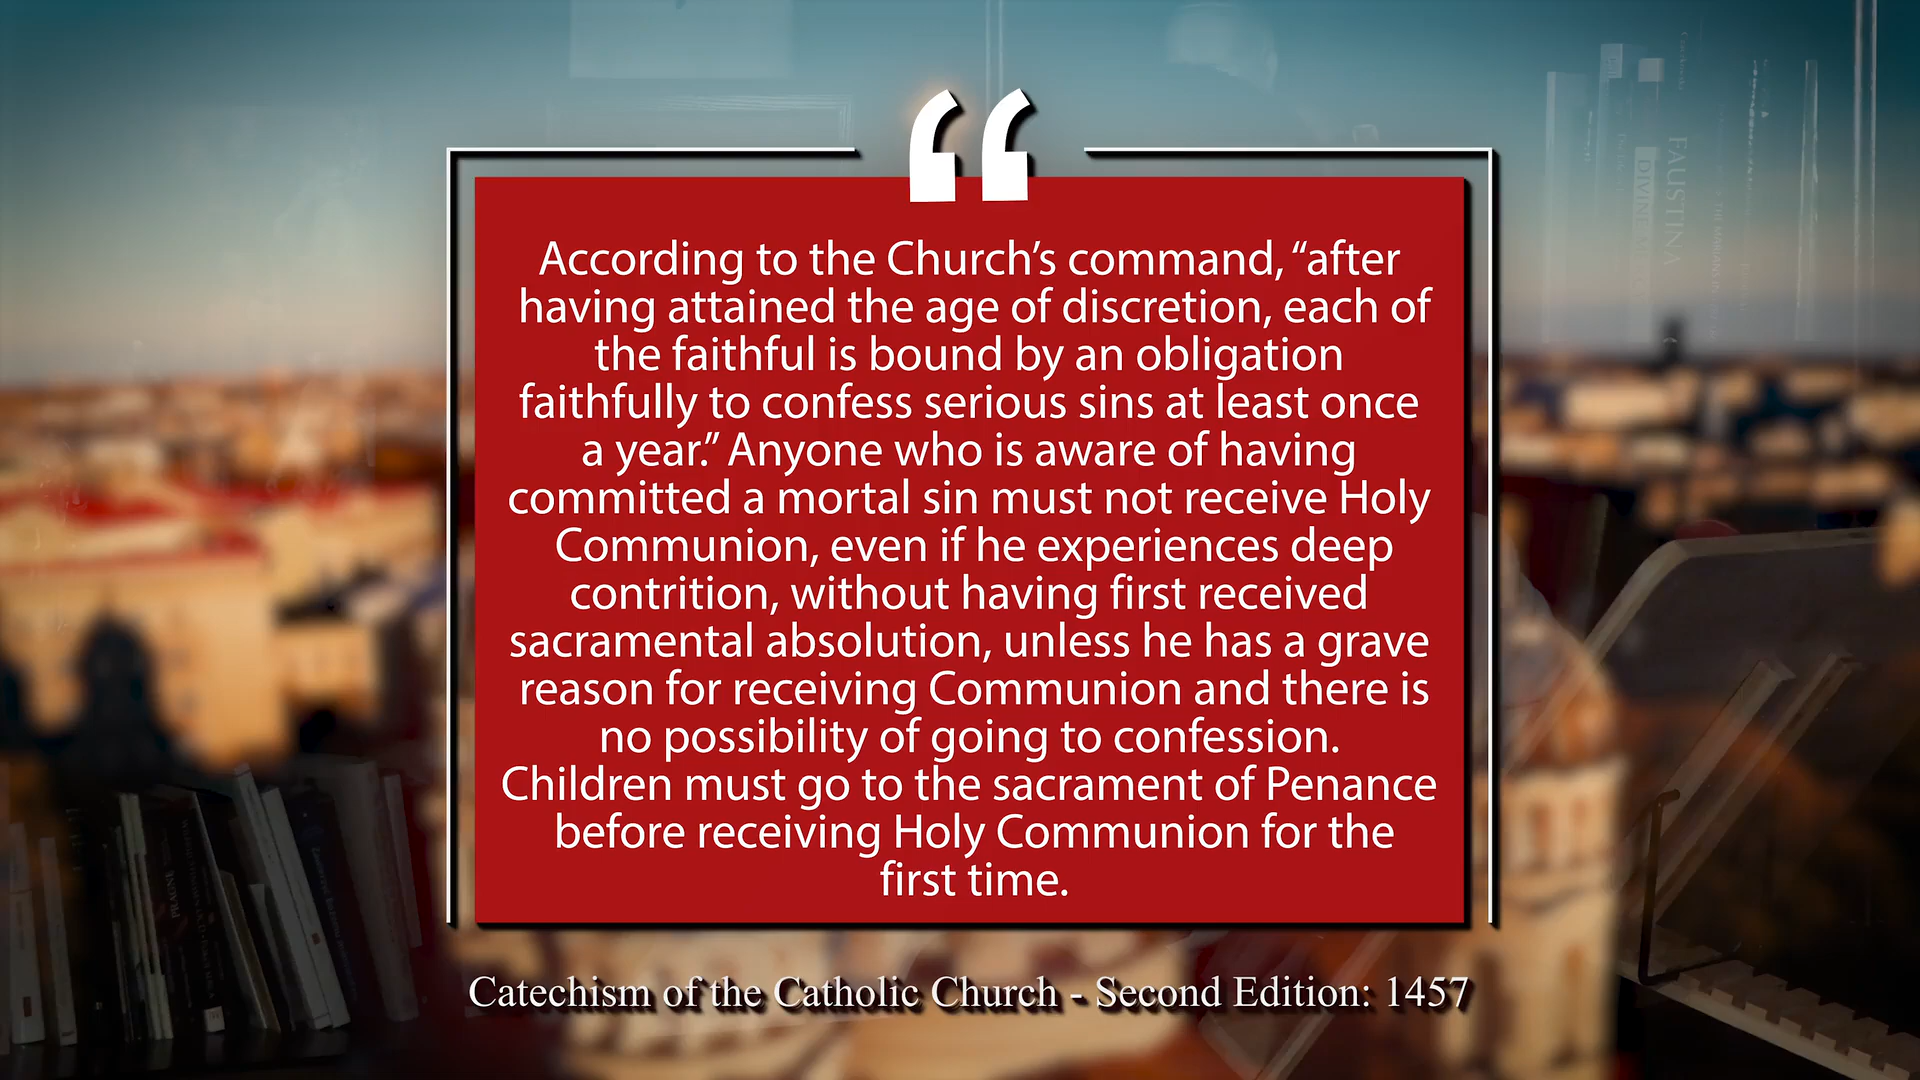 “
According to the Church’s command, “after
having attained the age of discretion, each of
the faithful is bound by an obligation
faithfully to confess serious sins at least once
a year.” Anyone who is aware of having
committed a mortal sin must not receive Holy
Communion, even if he experiences deep
contrition, without having first received
sacramental absolution, unless he has a grave
reason for receiving Communion and there is
no possibility of going to confession.
Children must go to the sacrament of Penance
before receiving Holy Communion for the
first time.
Catechism of the Catholic Church - Second Edition: 1457
FAUSTINA
DIVINE
PRAGUE